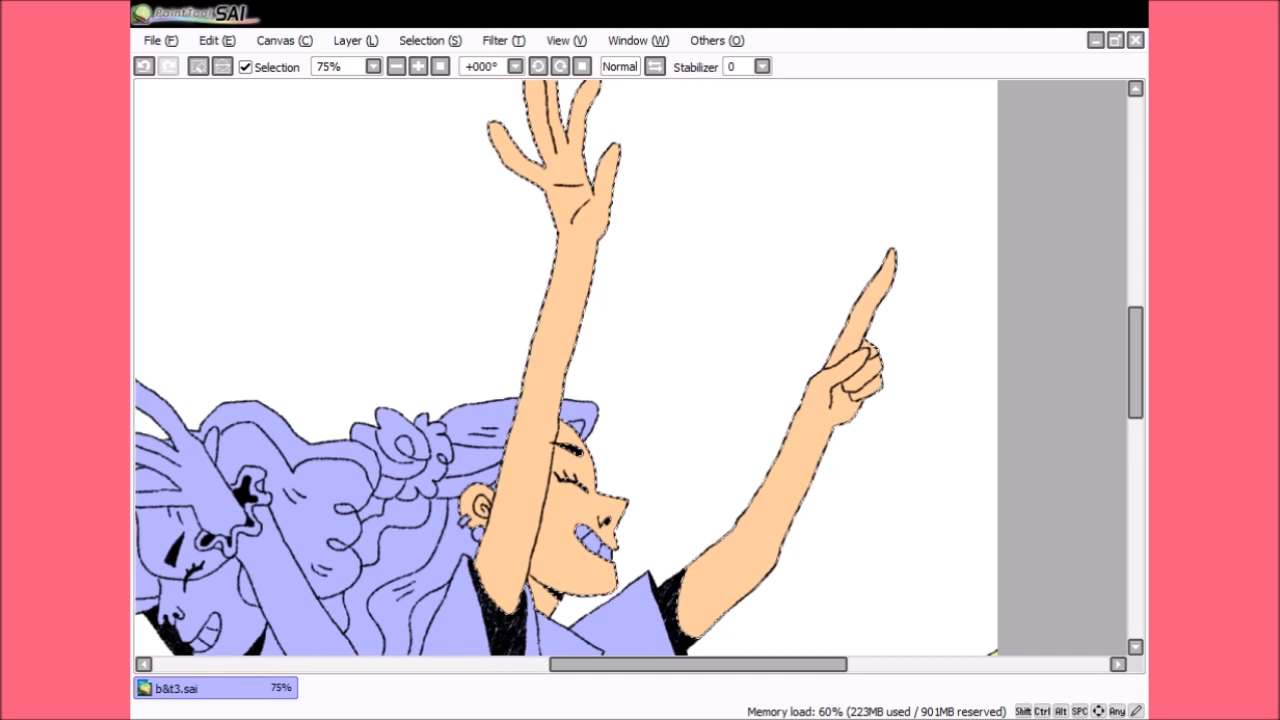 PaintTool SAI
File (F) Edit (E) Canvas (C) Layer (L) Selection (S) Filter (T) View (V) Window (W) Others (O)
Selection 75% +000° Normal Stabilizer 0
b&t3.sai 75%
Memory load: 60% (223MB used / 901MB reserved) Shift Ctrl Alt SPC Any